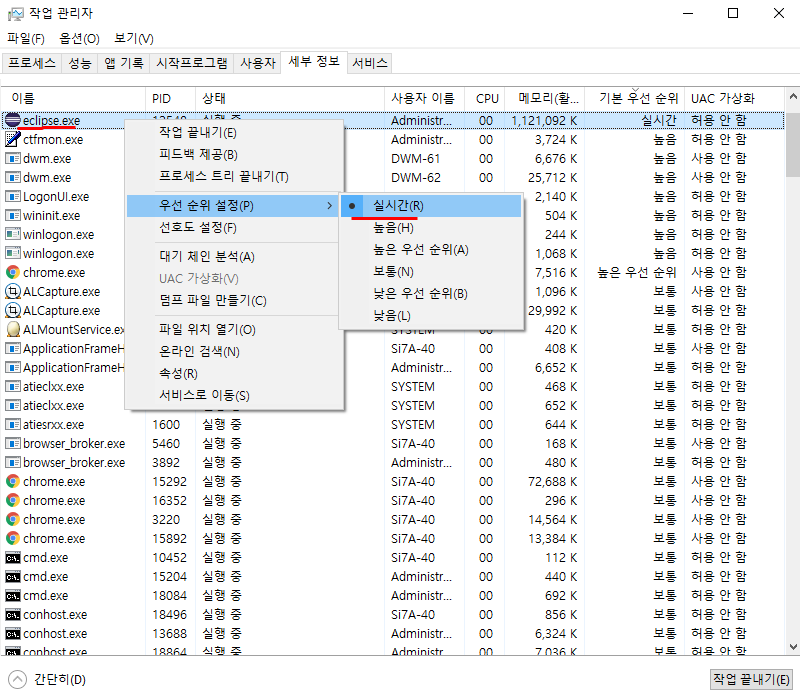 작업 관리자
파일(F) 옵션(O) 보기(V)
프로세스 성능 앱 기록 시작프로그램 사용자 세부 정보 서비스
이름 PID 상태 사용자 이름 CPU 메모리(활... 기본 우선 순위 UAC 가상화
eclipse.exe Administr... 00 1,121,092 K 실시간 허용 안 함
ctfmon.exe Administr... 00 3,724 K 높음 허용 안 함
dwm.exe DWM-61 00 6,676 K 높음 사용 안 함
dwm.exe DWM-62 00 25,712 K 높음 사용 안 함
LogonUI.exe 2,140 K 높음 허용 안 함
wininit.exe 504 K 높음 허용 안 함
winlogon.exe 244 K 높음 허용 안 함
winlogon.exe 1,068 K 높음 허용 안 함
chrome.exe 7,516 K 높은 우선 순위 사용 안 함
ALCapture.exe 1,096 K 보통 허용 안 함
ALCapture.exe 29,992 K 보통 허용 안 함
ALMountService.ex SYSTEM 00 420 K 보통 허용 안 함
ApplicationFrameH Si7A-40 00 408 K 보통 사용 안 함
ApplicationFrameH Administr... 00 6,652 K 보통 허용 안 함
atieclxx.exe SYSTEM 00 468 K 보통 허용 안 함
atieclxx.exe SYSTEM 00 652 K 보통 허용 안 함
atiesrxx.exe 1600 실행 중 SYSTEM 00 644 K 보통 허용 안 함
browser_broker.exe 5460 실행 중 Si7A-40 00 168 K 보통 사용 안 함
browser_broker.exe 3892 실행 중 Administr... 00 480 K 보통 허용 안 함
chrome.exe 15292 실행 중 Si7A-40 00 72,688 K 보통 사용 안 함
chrome.exe 16352 실행 중 Si7A-40 00 296 K 보통 사용 안 함
chrome.exe 3220 실행 중 Si7A-40 00 14,564 K 보통 사용 안 함
chrome.exe 15892 실행 중 Si7A-40 00 13,384 K 보통 사용 안 함
cmd.exe 10452 실행 중 Si7A-40 00 112 K 보통 사용 안 함
cmd.exe 15204 실행 중 Administr... 00 440 K 보통 허용 안 함
cmd.exe 18084 실행 중 Administr... 00 692 K 보통 허용 안 함
conhost.exe 18496 실행 중 Si7A-40 00 856 K 보통 사용 안 함
conhost.exe 13688 실행 중 Administr... 00 6,324 K 보통 허용 안 함
conhost.exe 18864 실행 중 Administr... 00 7,036 K 보통 허용 안 함
작업 끝내기(E)
피드백 제공(B)
프로세스 트리 끝내기(T)
우선 순위 설정(P)
선호도 설정(F)
대기 체인 분석(A)
UAC 가상화(V)
덤프 파일 만들기(C)
파일 위치 열기(O)
온라인 검색(N)
속성(R)
서비스로 이동(S)
실시간(R)
높음(H)
높은 우선 순위(A)
보통(N)
낮은 우선 순위(B)
낮음(L)
간단히(D)
작업 끝내기(E)